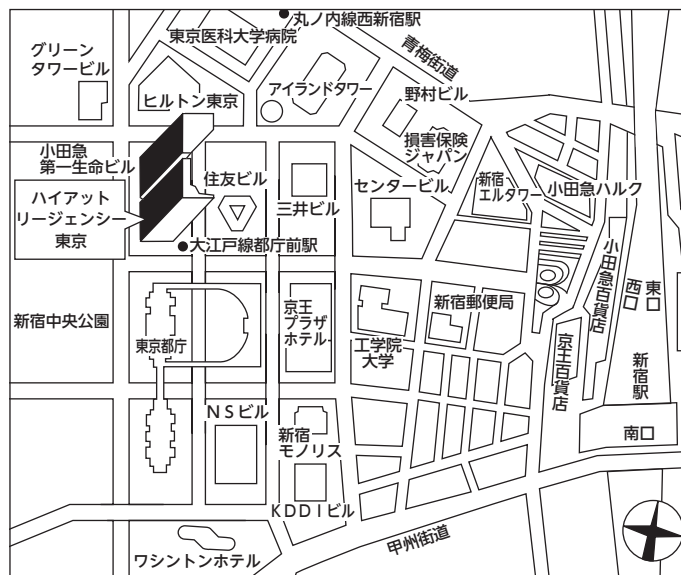 丸ノ内線西新宿駅
東京医科大学病院
青梅街道
グリーン
タワービル
アイランドタワー
ヒルトン東京
野村ビル
小田急
第一生命ビル
損害保険
ジャパン
住友ビル
三井ビル
センタービル
新宿
エルタワー
小田急ハルク
ハイアット
リージェンシー
東京
大江戸線都庁前駅
小田急百貨店
西口
東口
新宿中央公園
東京都庁
京王
プラザ
ホテル
工学院
大学
新宿郵便局
京王百貨店
新宿駅
NSビル
新宿
モノリス
南口
KDDIビル
甲州街道
ワシントンホテル